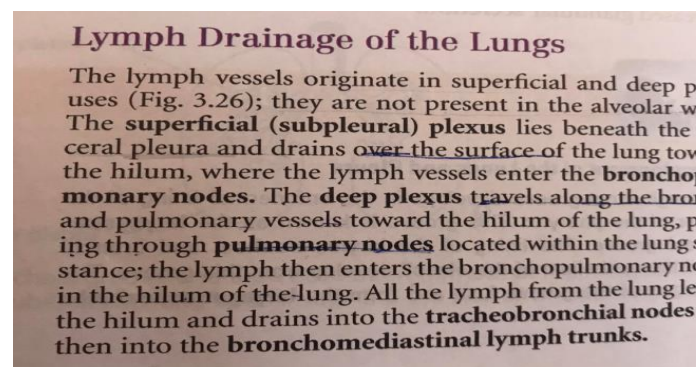 Lymph Drainage of the Lungs
The lymph vessels originate in superficial and deep p
uses (Fig. 3.26); they are not present in the alveolar w
The superficial (subpleural) plexus lies beneath the
ceral pleura and drains over the surface of the lung tow
the hilum, where the lymph vessels enter the broncho
monary nodes. The deep plexus travels along the bro
and pulmonary vessels toward the hilum of the lung, p
ing through pulmonary nodes located within the lung s
stance; the lymph then enters the bronchopulmonary no
in the hilum of the lung. All the lymph from the lung le
the hilum and drains into the tracheobronchial nodes
then into the bronchomediastinal lymph trunks.